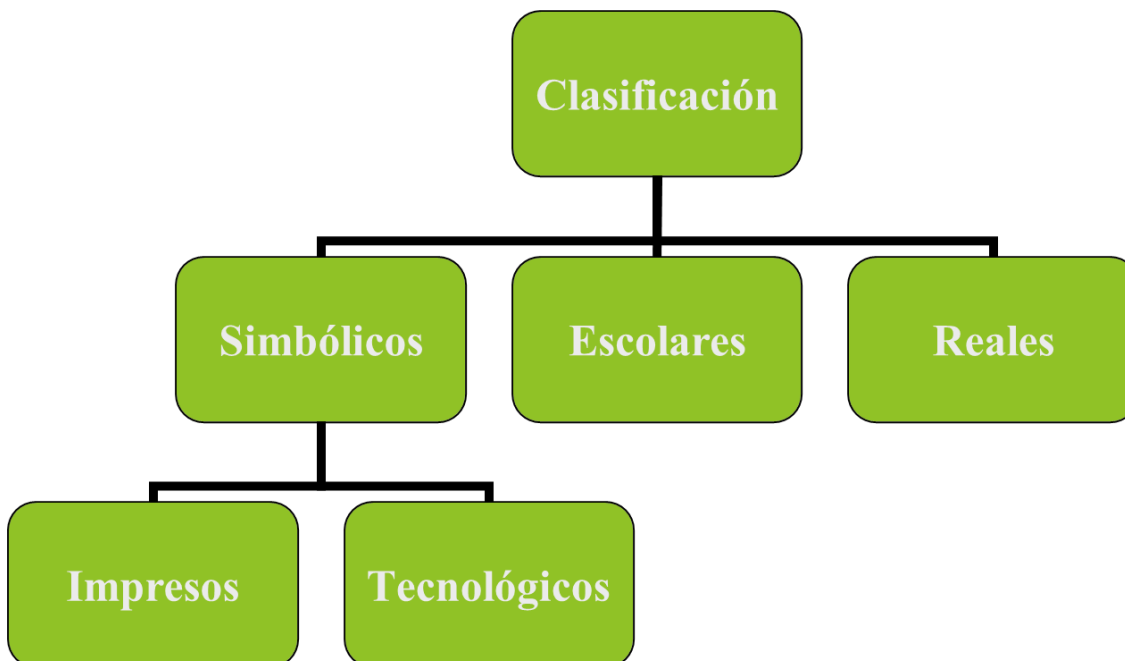 Clasificación
Simbólicos
Escolares
Reales
Impresos
Tecnológicos